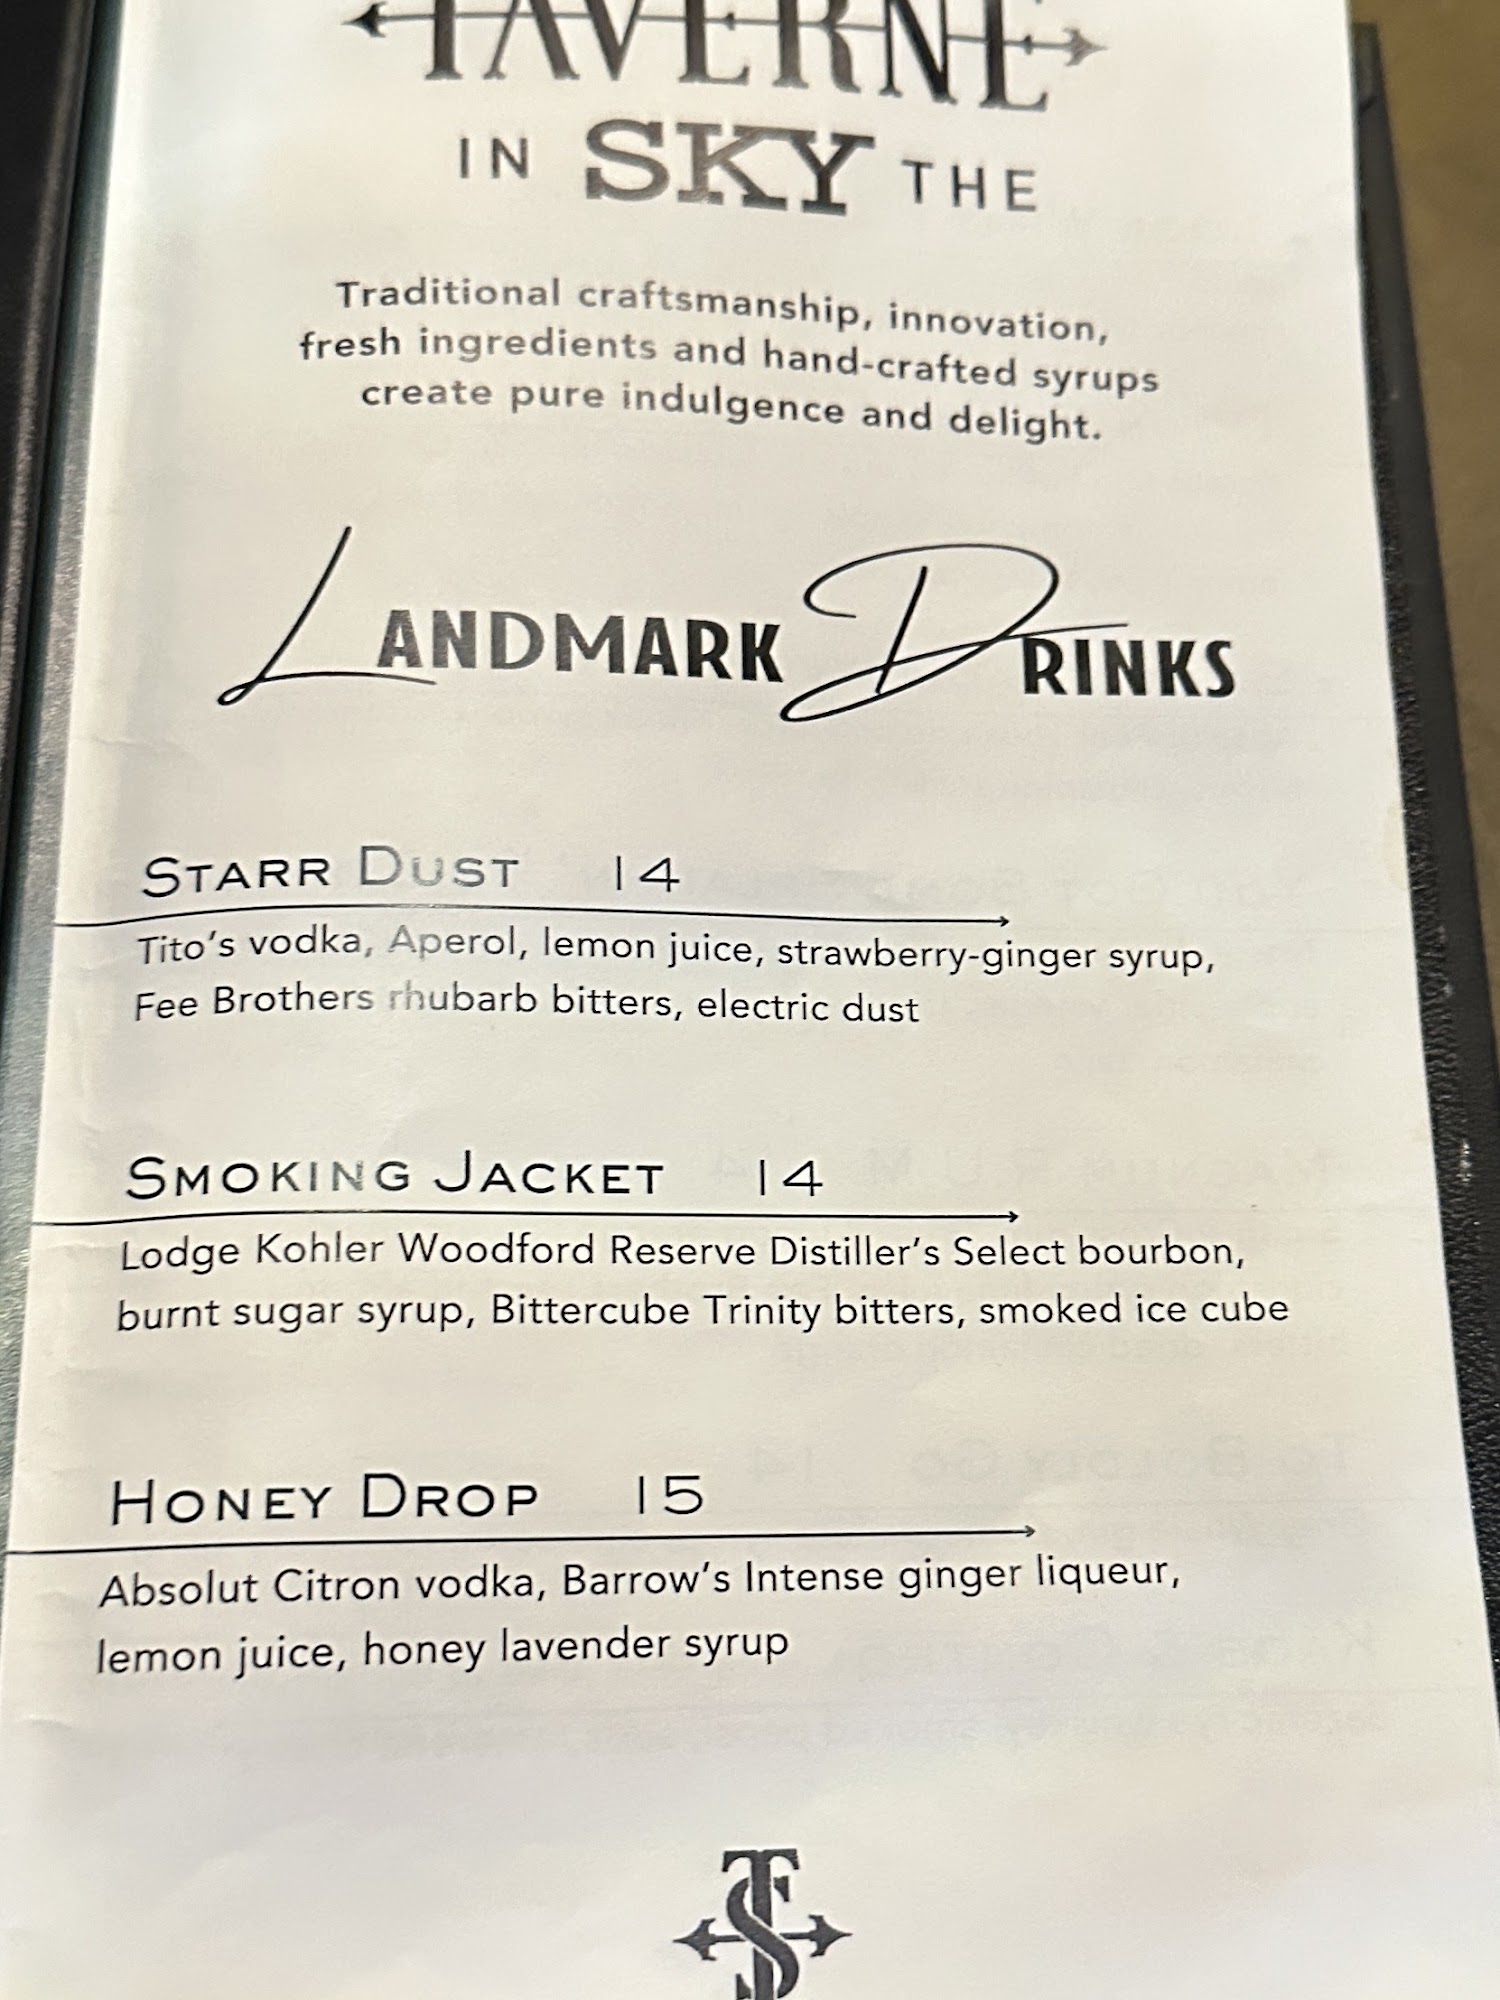 TAVERNE
IN SKY THE
Traditional craftsmanship, innovation,
fresh ingredients and hand-crafted syrups
create pure indulgence and delight.
LANDMARK DRINKS
STARR DUST 14
Tito's vodka, Aperol, lemon juice, strawberry-ginger syrup,
Fee Brothers rhubarb bitters, electric dust
SMOKING JACKET 14
Lodge Kohler Woodford Reserve Distiller's Select bourbon,
burnt sugar syrup, Bittercube Trinity bitters, smoked ice cube
HONEY DROP 15
Absolut Citron vodka, Barrow's Intense ginger liqueur,
lemon juice, honey lavender syrup
TS